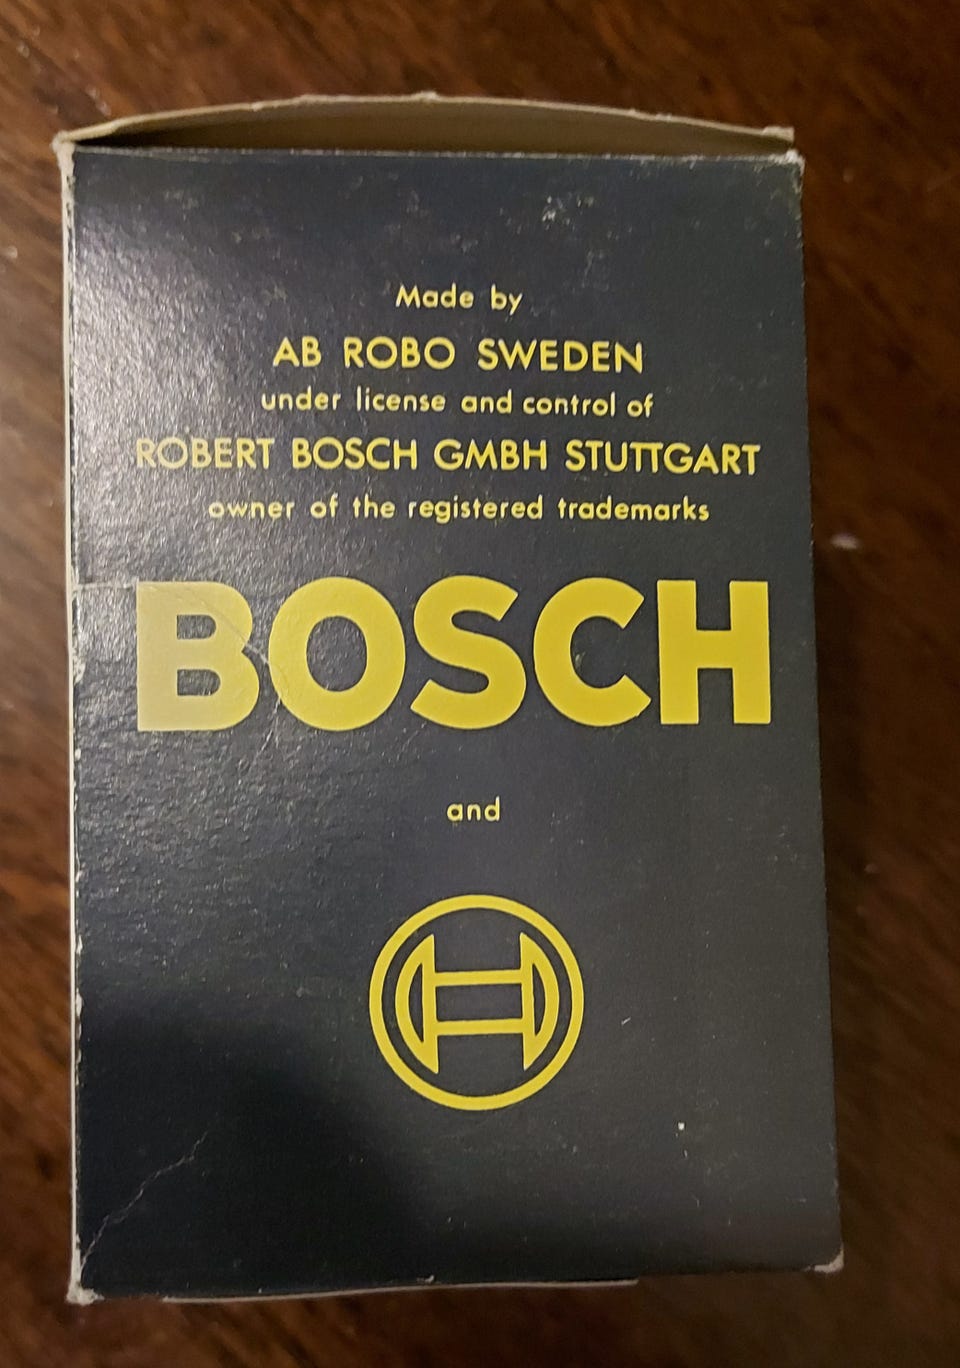 Made by
AB ROBO SWEDEN
under license and control of
ROBERT BOSCH GMBH STUTTGART
owner of the registered trademarks
BOSCH
and